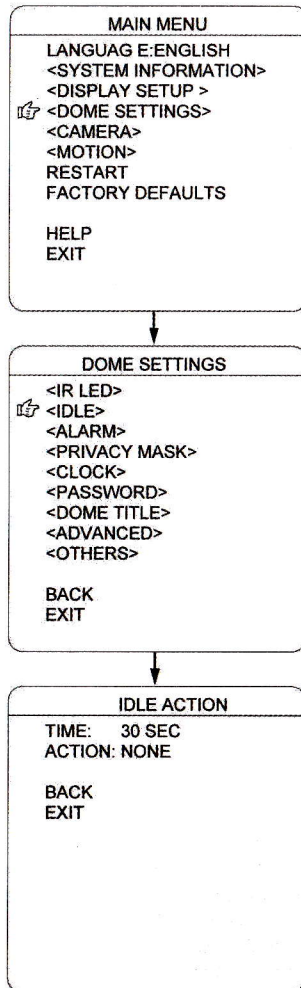 MAIN MENU
LANGUAG E:ENGLISH
<SYSTEM INFORMATION>
<DISPLAY SETUP >
<DOME SETTINGS>
<CAMERA>
<MOTION>
RESTART
FACTORY DEFAULTS
HELP
EXIT
DOME SETTINGS
<IR LED>
<IDLE>
<ALARM>
<PRIVACY MASK>
<CLOCK>
<PASSWORD>
<DOME TITLE>
<ADVANCED>
<OTHERS>
BACK
EXIT
IDLE ACTION
TIME: 30 SEC
ACTION: NONE
BACK
EXIT